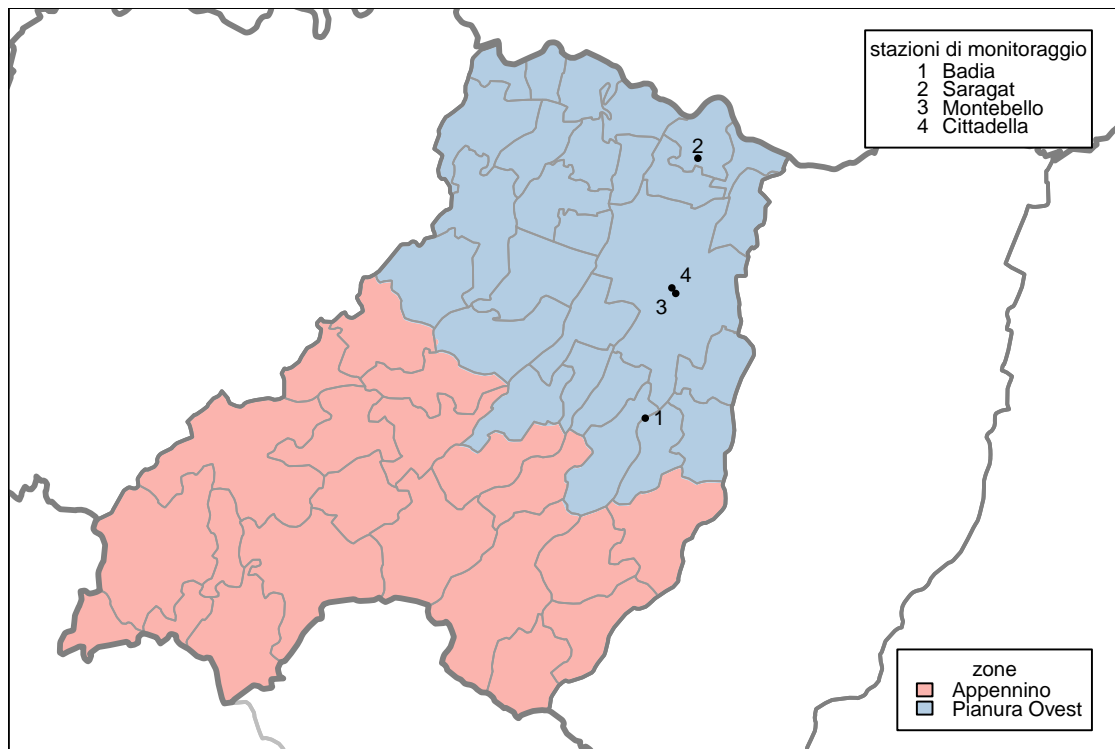 stazioni di monitoraggio
1 Badia
2 Saragat
3 Montebello
4 Cittadella
2
4
3
1
zone
Appennino
Pianura Ovest